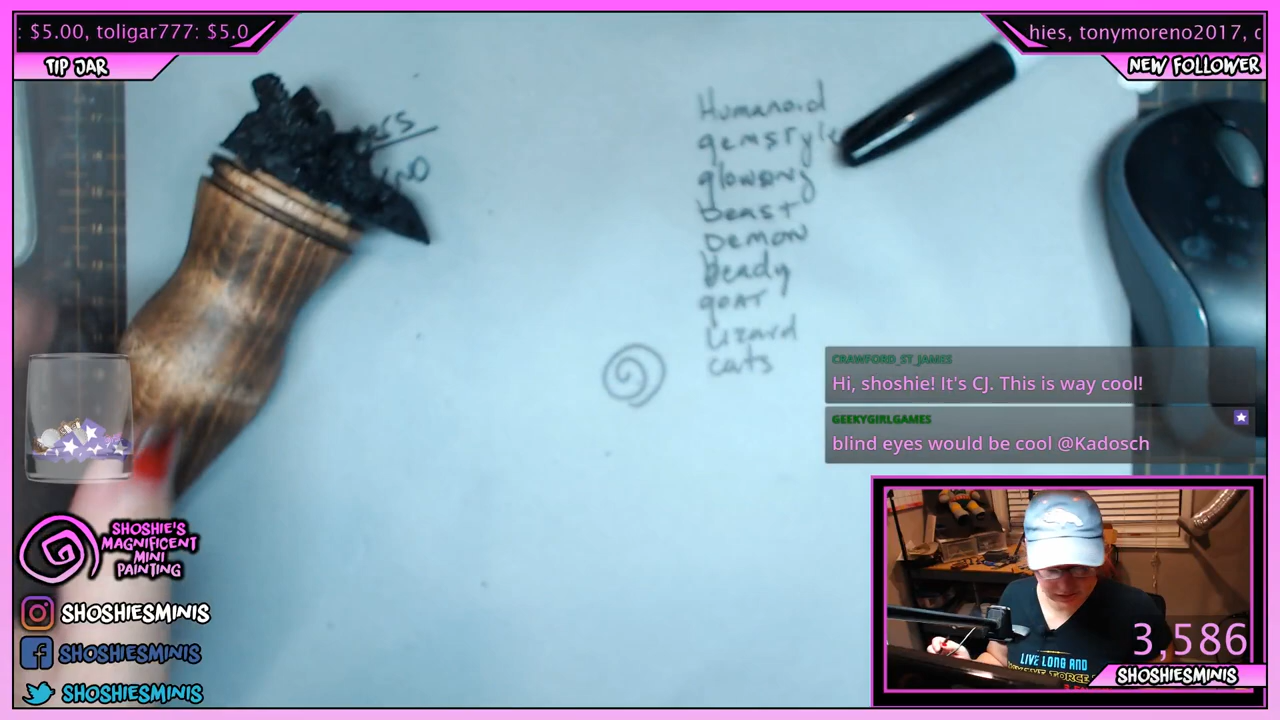 : $5.00, toligar777: $5.0
TIP JAR
hies, tonymoreno2017, c
NEW FOLLOWER
ers
Humanoid
gemstyle
glowing
beast
Demon
beady
goat
Lizard
cats
CRAWFORD_ST_JAMES
Hi, shoshie! It's CJ. This is way cool!
GEEKYGIRLGAMES
blind eyes would be cool @Kadosch
SHOSHIE'S
MAGNIFICENT
MINI
PAINTING
SHOSHIESMINIS
SHOSHIESMINIS
SHOSHIESMINIS
LIVE LONG AND
3,586
SHOSHIESMINIS